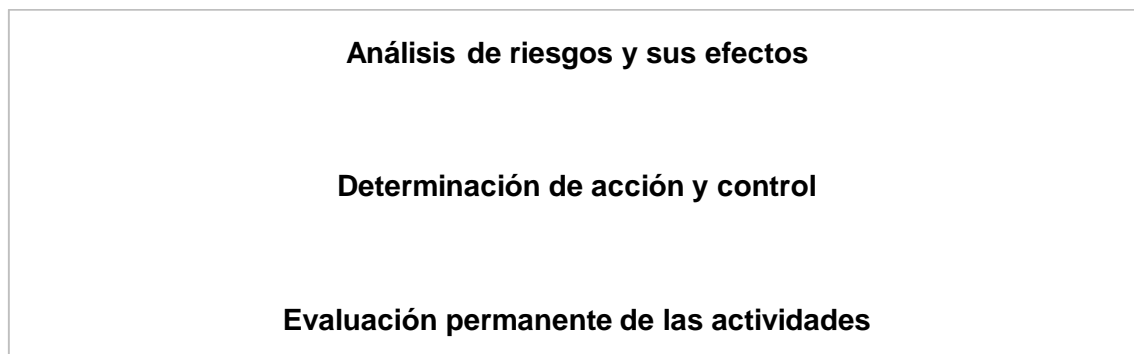 Análisis de riesgos y sus efectos
Determinación de acción y control
Evaluación permanente de las actividades